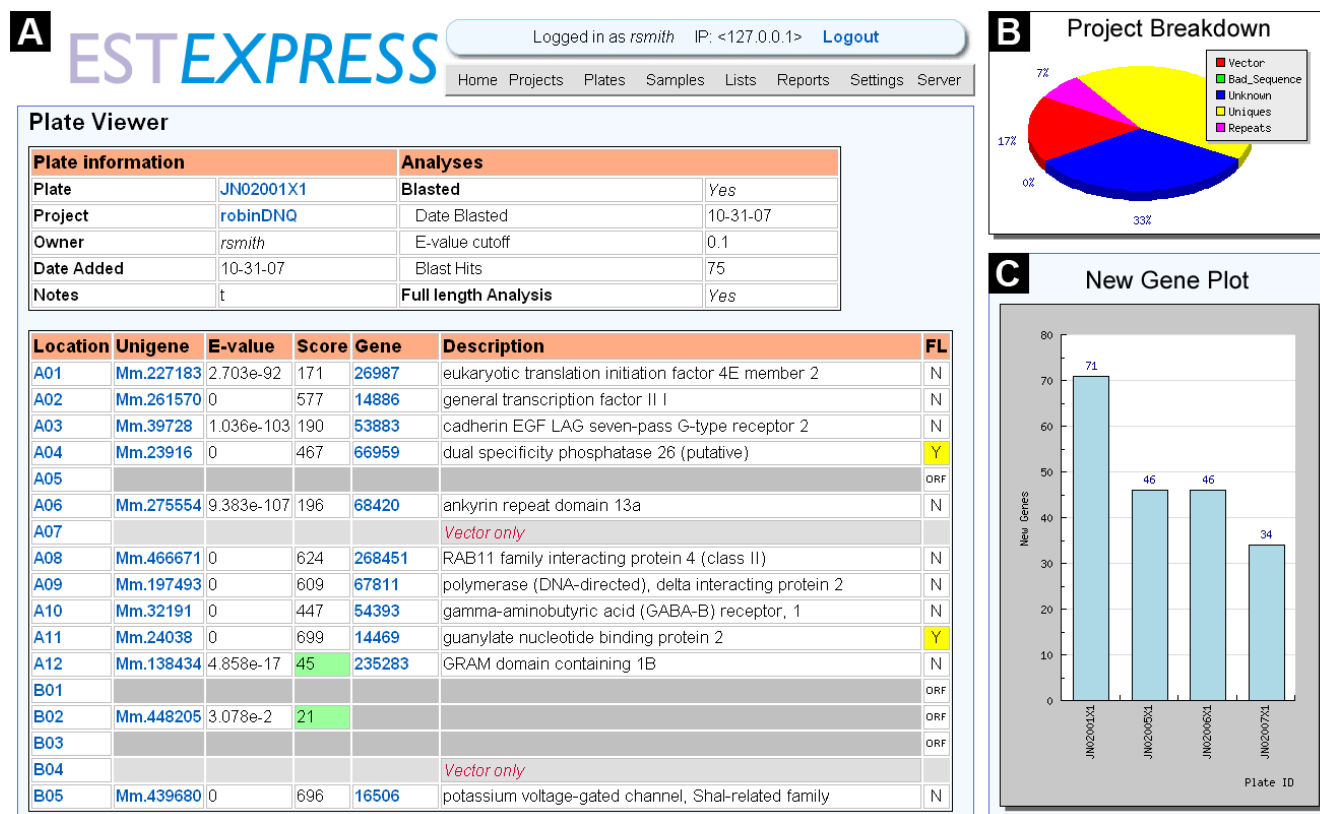 A
ESTEXPRESS
Logged in as rsmith IP: <127.0.0.1> Logout
Home Projects Plates Samples Lists Reports Settings Server
Plate Viewer
Plate information Analyses
Plate JN02001X1 Blasted Yes
Project robinDNQ Date Blasted 10-31-07
Owner rsmith E-value cutoff 0.1
Date Added 10-31-07 Blast Hits 75
Notes t Full length Analysis Yes
Location Unigene E-value Score Gene Description FL
A01 Mm.227183 2.703e-92 171 26987 eukaryotic translation initiation factor 4E member 2 N
A02 Mm.261570 0 577 14886 general transcription factor II I N
A03 Mm.39728 1.036e-103 190 53883 cadherin EGF LAG seven-pass G-type receptor 2 N
A04 Mm.23916 0 467 66959 dual specificity phosphatase 26 (putative) Y
A05 ORF
A06 Mm.275554 9.383e-107 196 68420 ankyrin repeat domain 13a N
A07 Vector only
A08 Mm.466671 0 624 268451 RAB11 family interacting protein 4 (class II) N
A09 Mm.197493 0 609 67811 polymerase (DNA-directed), delta interacting protein 2 N
A10 Mm.32191 0 447 54393 gamma-aminobutyric acid (GABA-B) receptor, 1 N
A11 Mm.24038 0 699 14469 guanylate nucleotide binding protein 2 Y
A12 Mm.138434 4.858e-17 45 235283 GRAM domain containing 1B N
B01 ORF
B02 Mm.448205 3.078e-2 21 ORF
B03 ORF
B04 Vector only
B05 Mm.439680 0 696 16506 potassium voltage-gated channel, Shal-related family N
B
Project Breakdown
Vector
Bad_Sequence
Unknown
Uniques
Repeats
7%
17%
0%
33%
C
New Gene Plot
80
70
60
50
40
30
20
10
0
71
46
46
34
New Genes
JN02001X1
JN02005X1
JN02006X1
JN02007X1
Plate ID